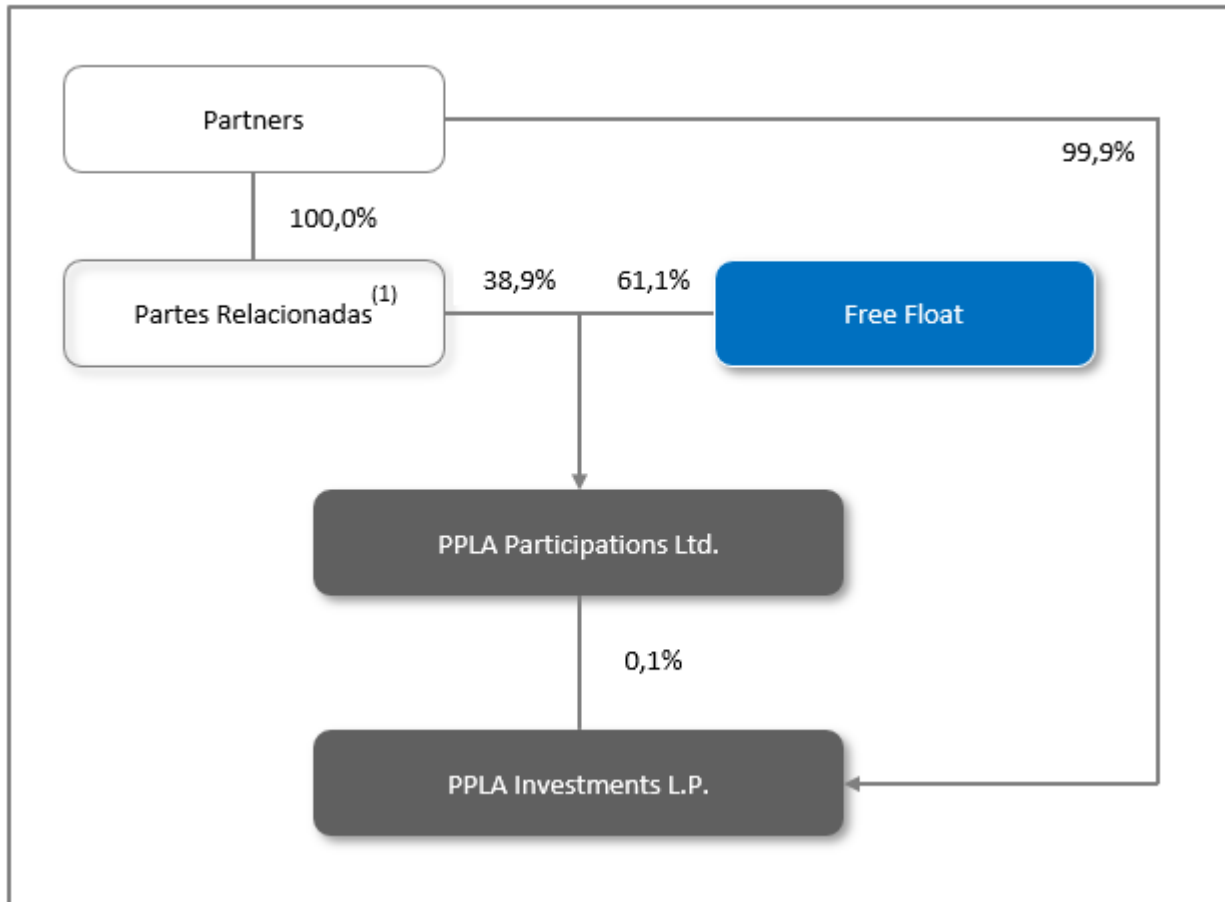 Partners
99,9%
100,0%
Partes Relacionadas(1)
38,9%
61,1%
Free Float
PPLA Participations Ltd.
0,1%
PPLA Investments L.P.